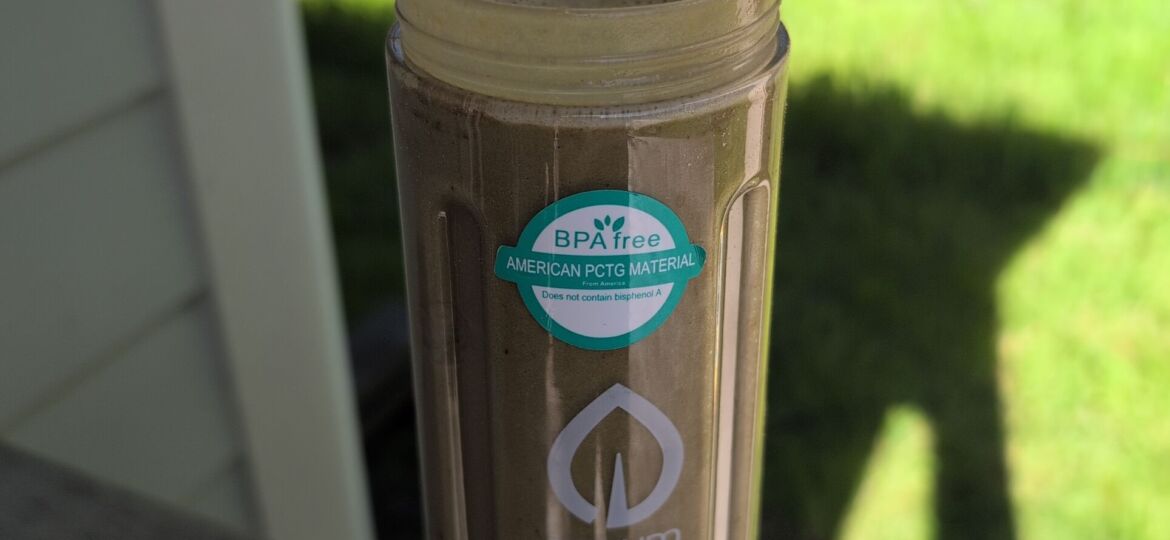 BPA free
AMERICAN PCTG MATERIAL
From America
Does not contain bisphenol A